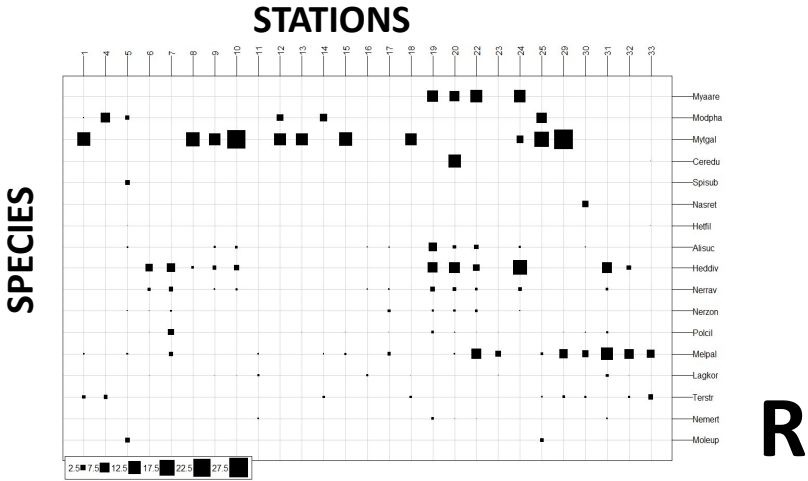 STATIONS
1 4 5 6 7 8 9 10 11 12 13 14 15 16 17 18 19 20 22 23 24 25 29 30 31 32 33
SPECIES
Myaare
Modpha
Mytgal
Ceredu
Spisub
Nasret
Hetfil
Alisuc
Heddiv
Nerrav
Nerzon
Polcil
Melpal
Lagkor
Terstr
Nemert
Moleup
2.5 7.5 12.5 17.5 22.5 27.5
R